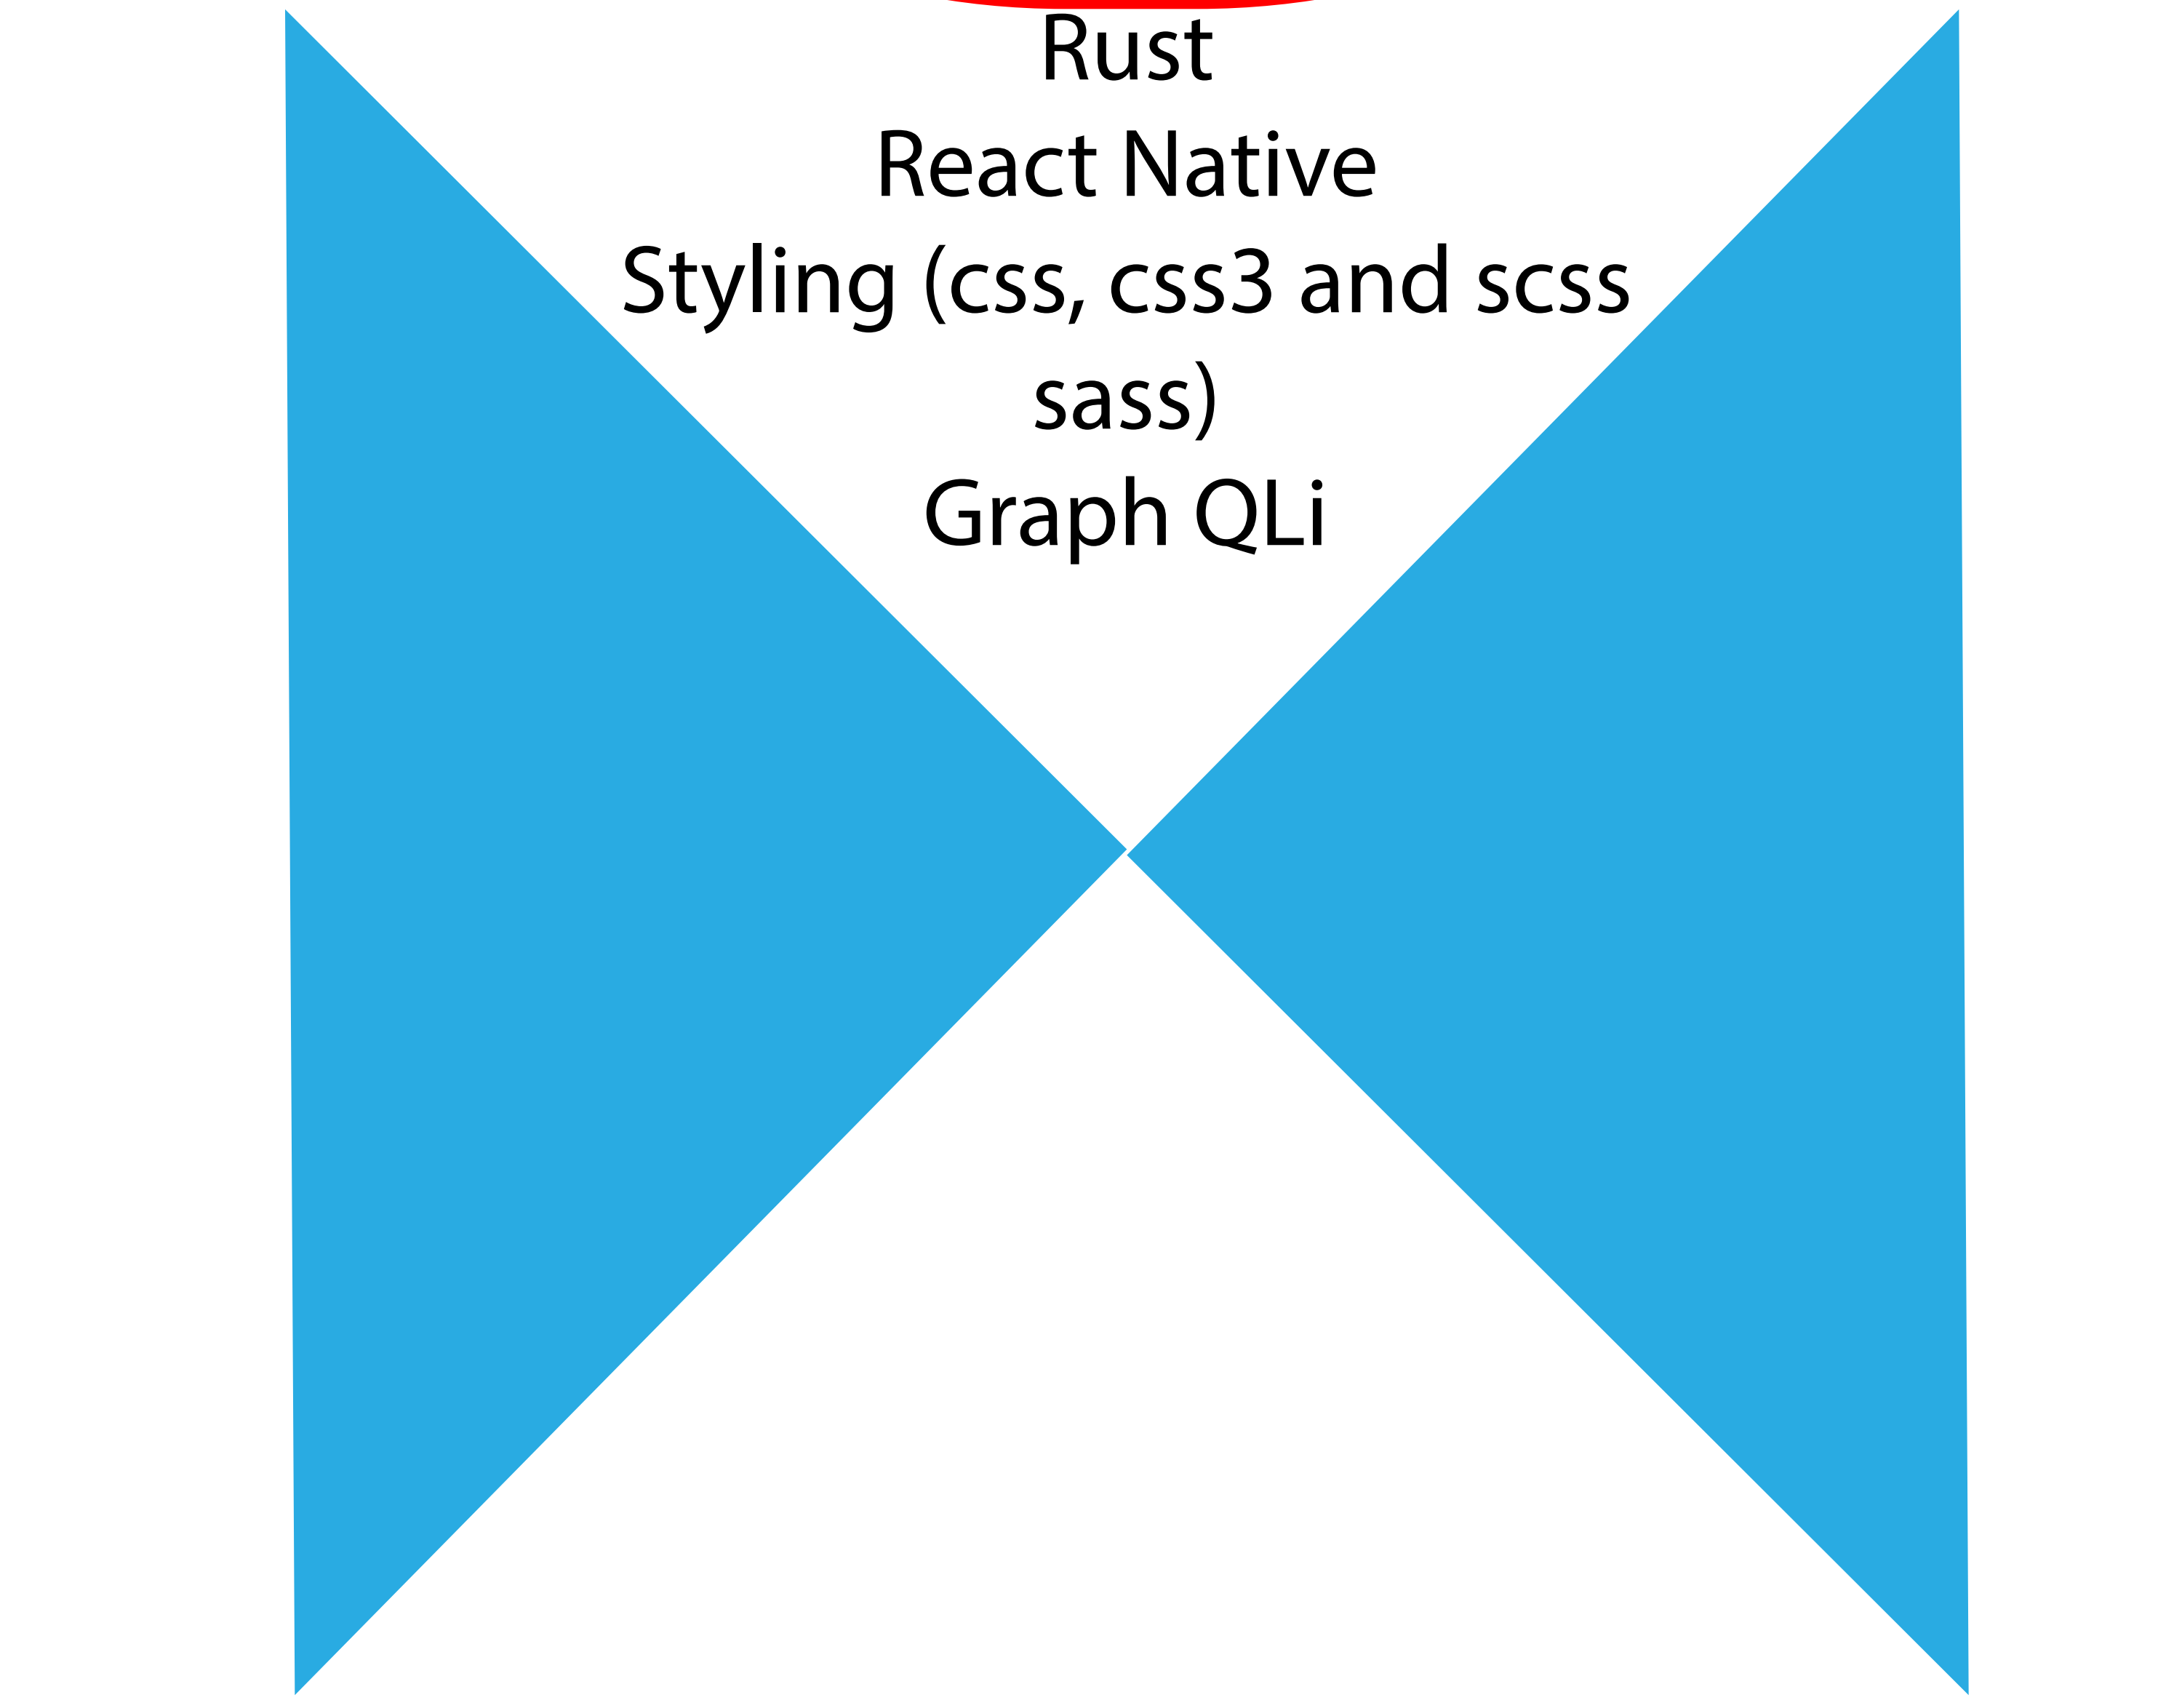 Rust
React Native
Styling (css, css3 and scss
sass)
Graph QLi